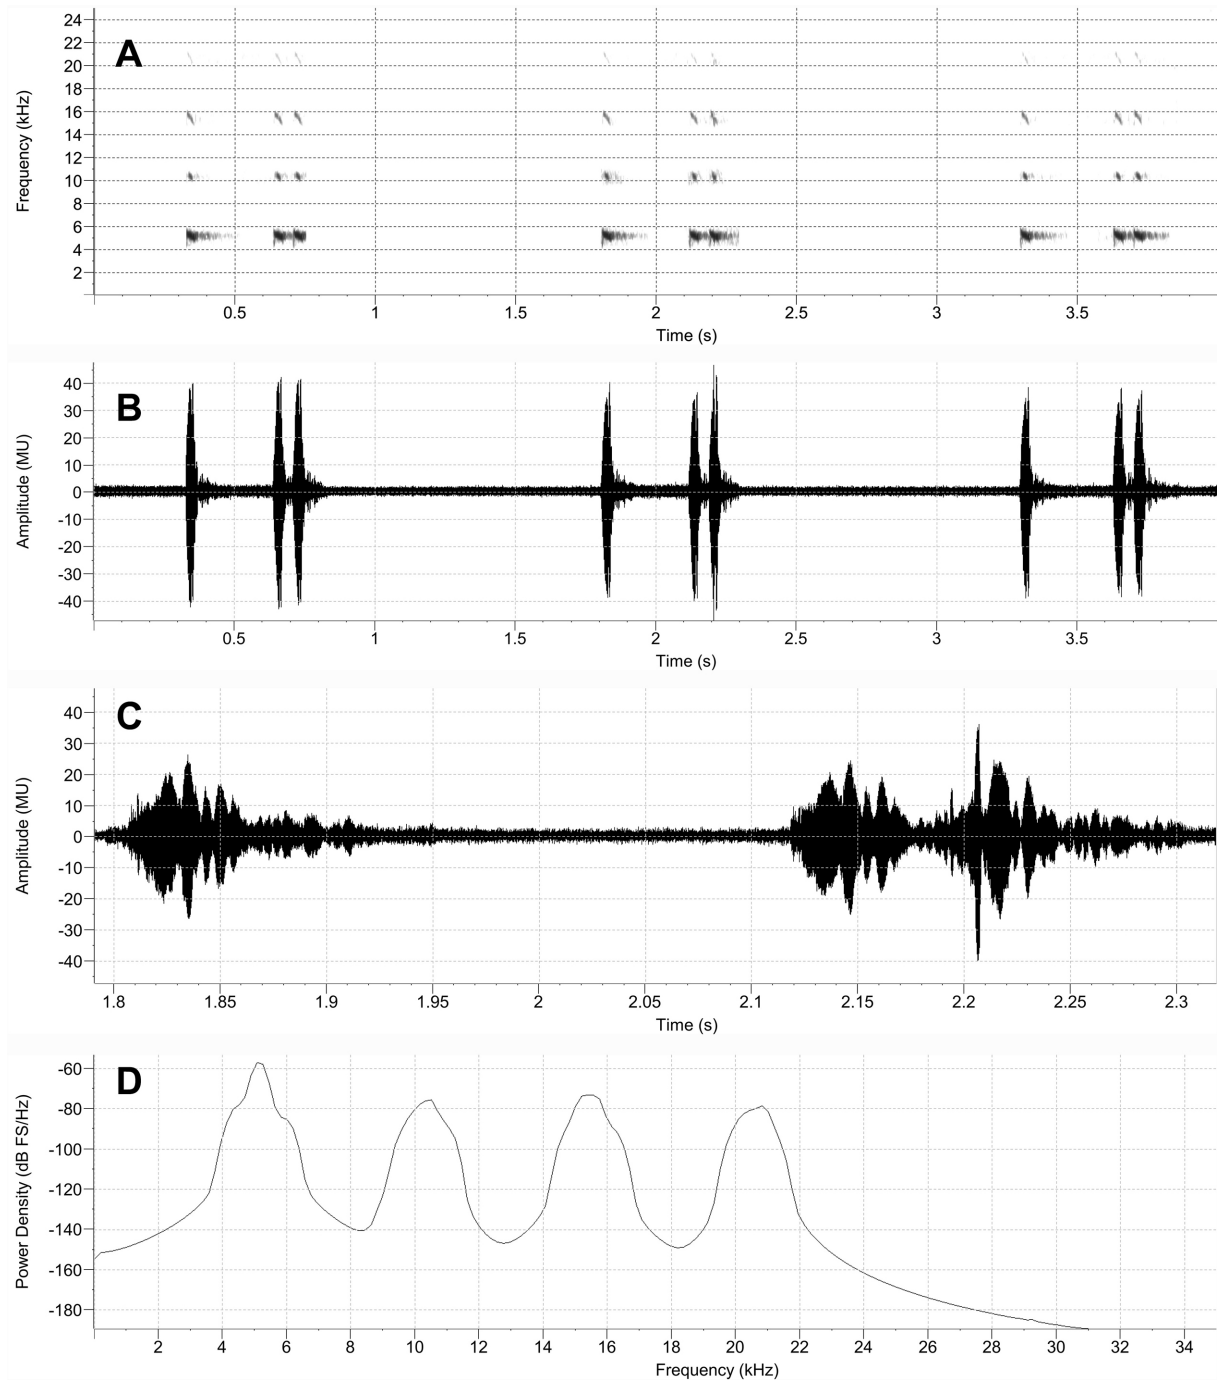 A
24
22
20
18
16
14
12
10
8
6
4
2
Frequency (kHz)
0.5 1 1.5 2 2.5 3 3.5
Time (s)
B
40
30
20
10
0
-10
-20
-30
-40
Amplitude (MU)
0.5 1 1.5 2 2.5 3 3.5
Time (s)
C
40
30
20
10
0
-10
-20
-30
-40
Amplitude (MU)
1.8 1.85 1.9 1.95 2 2.05 2.1 2.15 2.2 2.25 2.3
Time (s)
D
-60
-80
-100
-120
-140
-160
-180
Power Density (dB FS/Hz)
2 4 6 8 10 12 14 16 18 20 22 24 26 28 30 32 34
Frequency (kHz)